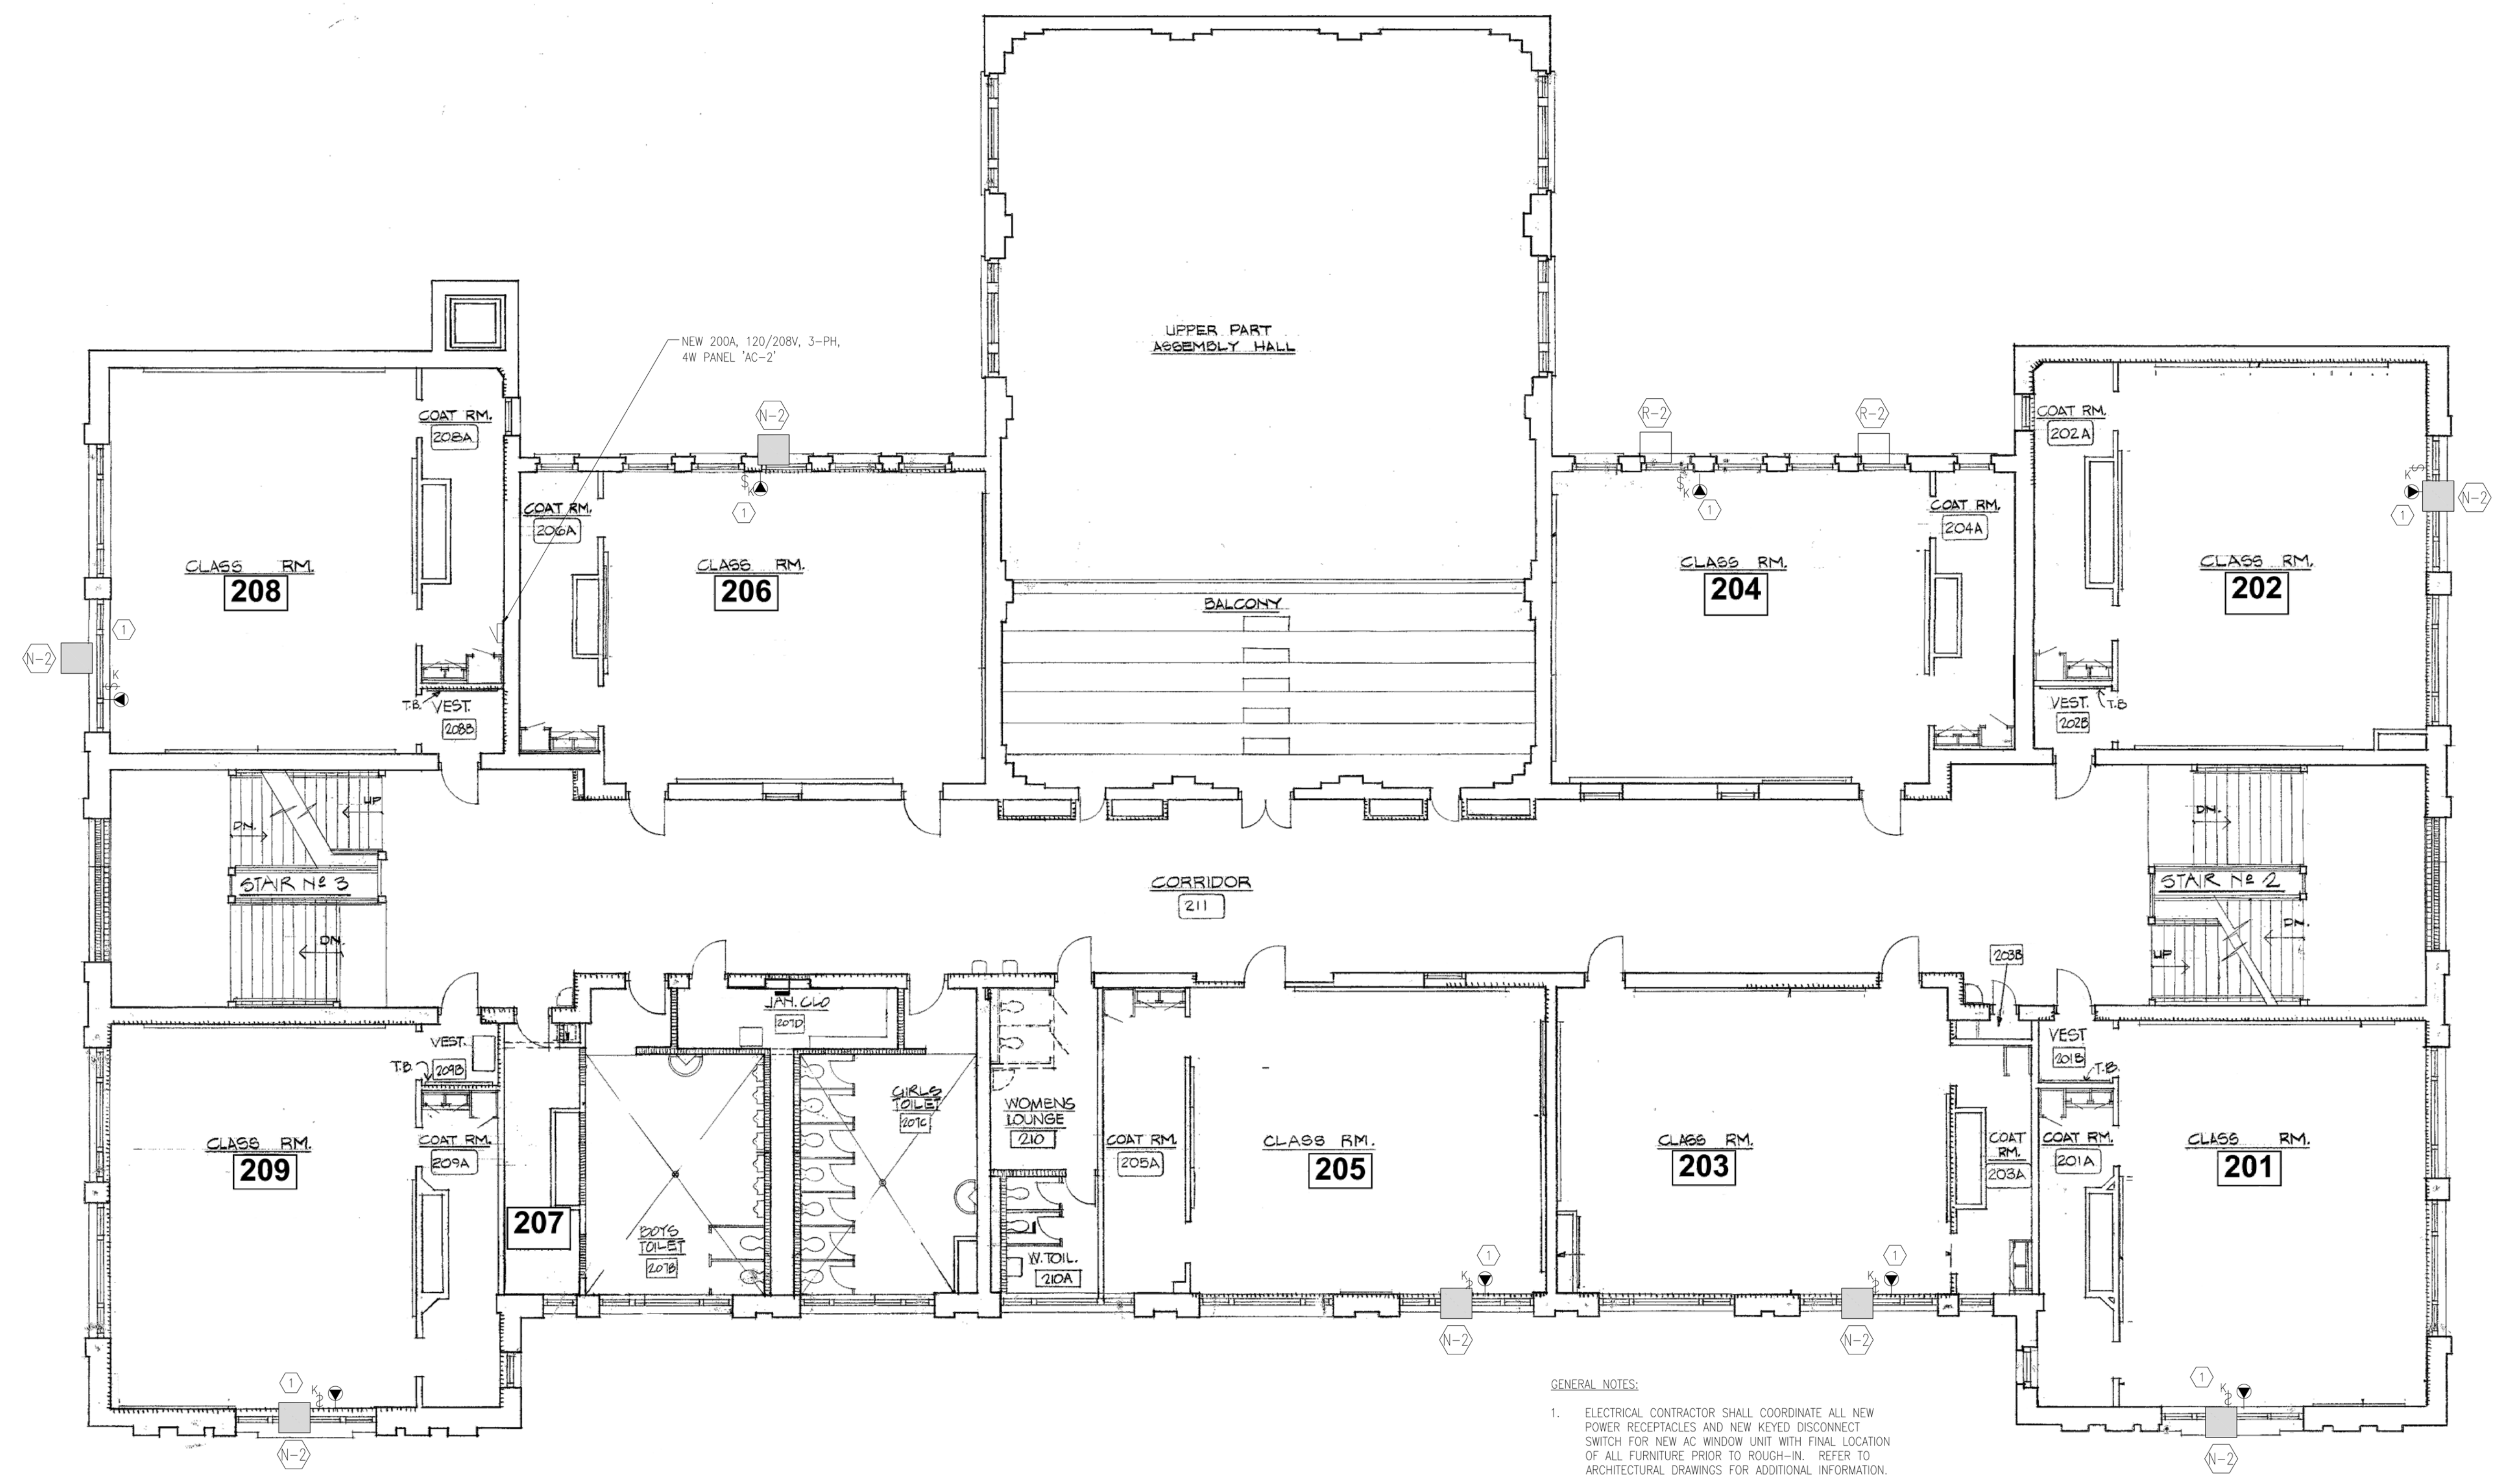 UPPER PART
ASSEMBLY HALL
NEW 200A, 120/208V, 3-PH,
4W PANEL 'AC-2'
N-2
R-2
R-2
COAT RM.
208A
COAT RM.
202A
K
$
K
1
COAT RM.
206A
$
K
1
COAT RM.
204A
N-2
1
CLASS RM.
208
CLASS RM.
206
CLASS RM.
204
CLASS RM.
202
BALCONY
1
N-2
K
$
T.B.
VEST.
208B
VEST.
202B
T.B
UP
DN.
STAIR Nº 3
DN.
CORRIDOR
211
DN.
STAIR Nº 2
DN.
UP
203B
JAN. CLO
207D
VEST.
T.B.
209B
VEST
201B
T.B.
GIRLS
TOILET
207C
WOMENS
LOUNGE
210
CLASS RM.
209
COAT RM.
209A
COAT RM.
205A
CLASS RM.
205
CLASS RM.
203
COAT
RM.
203A
COAT RM.
201A
CLASS RM.
201
207
BOYS
TOILET
207B
W. TOIL.
210A
1
K
$
1
K
$
N-2
N-2
1
K
$
N-2
1
K
$
N-2
GENERAL NOTES:
1. ELECTRICAL CONTRACTOR SHALL COORDINATE ALL NEW
POWER RECEPTACLES AND NEW KEYED DISCONNECT
SWITCH FOR NEW AC WINDOW UNIT WITH FINAL LOCATION
OF ALL FURNITURE PRIOR TO ROUGH-IN. REFER TO
ARCHITECTURAL DRAWINGS FOR ADDITIONAL INFORMATION.